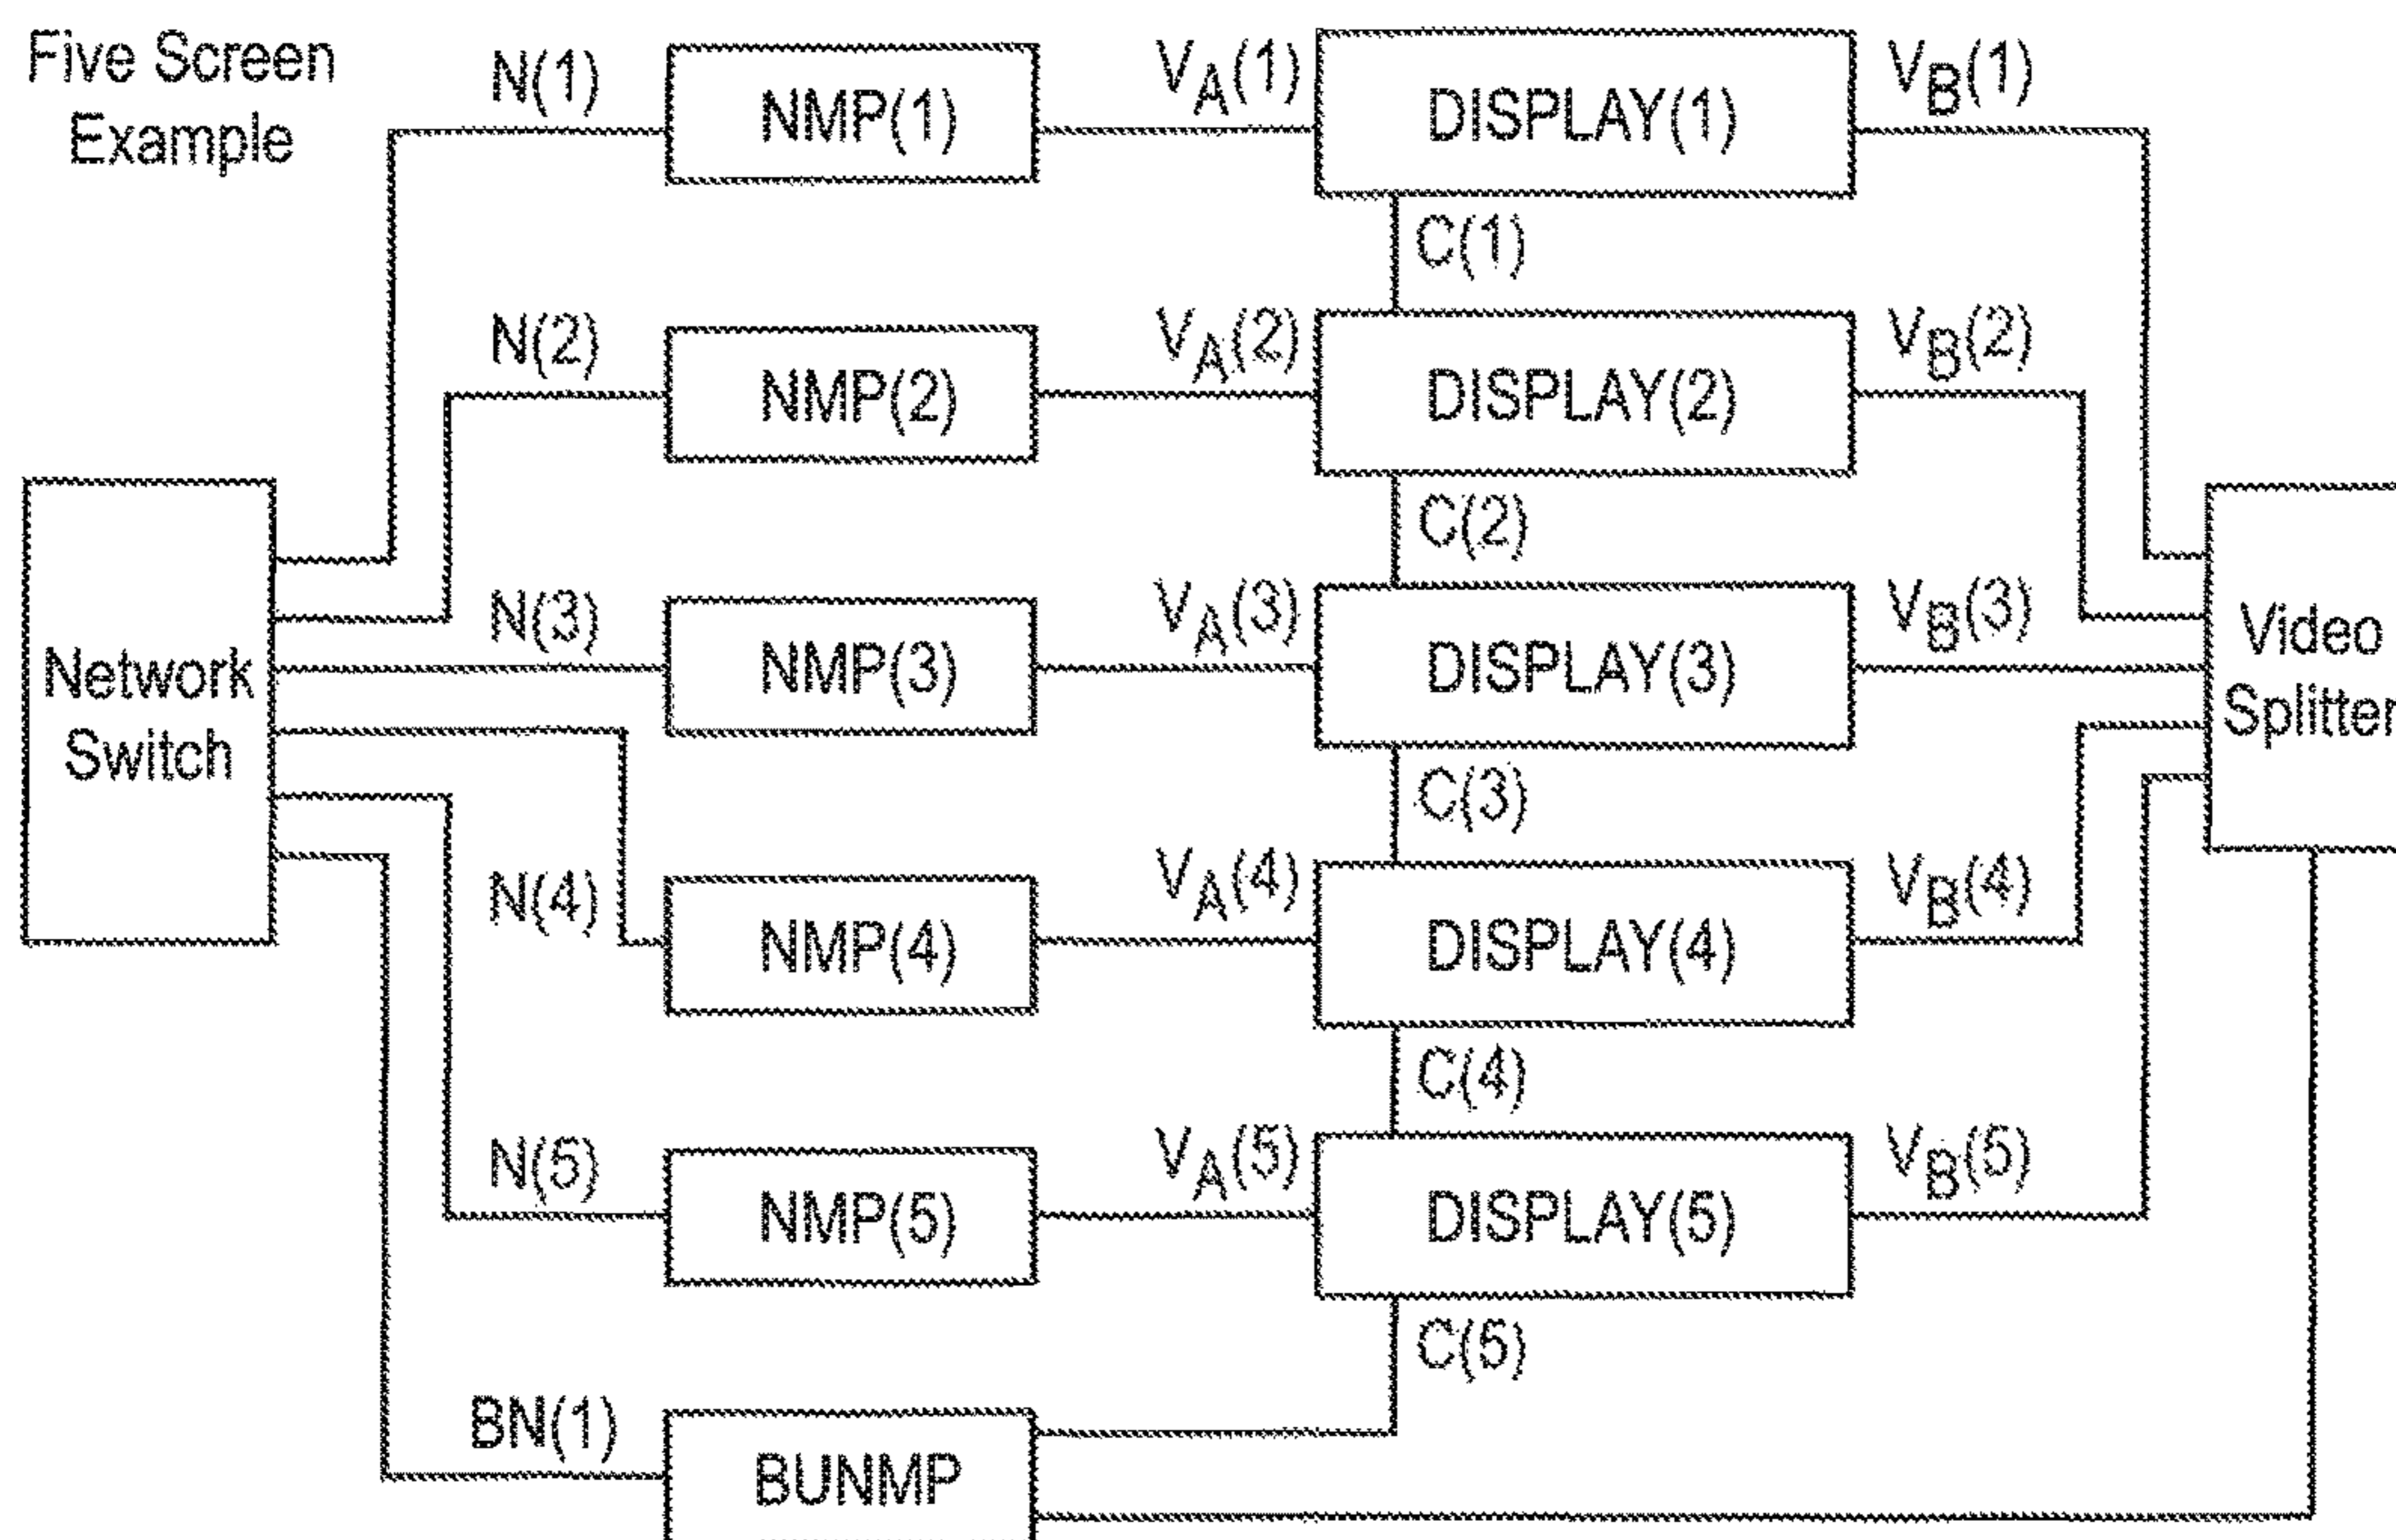 Five Screen
Example
N(1)
NMP(1)
VA(1)
DISPLAY(1)
VB(1)
C(1)
N(2)
NMP(2)
VA(2)
DISPLAY(2)
VB(2)
C(2)
Network
Switch
N(3)
NMP(3)
VA(3)
DISPLAY(3)
VB(3)
Video
Splitter
C(3)
N(4)
NMP(4)
VA(4)
DISPLAY(4)
VB(4)
C(4)
N(5)
NMP(5)
VA(5)
DISPLAY(5)
VB(5)
C(5)
BN(1)
BUNMP